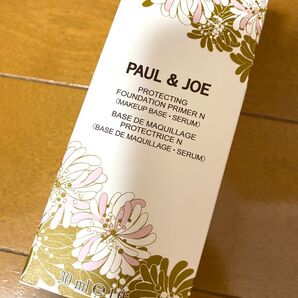 PAUL & JOE
PROTECTING
FOUNDATION PRIMER N
〈MAKEUP BASE・SERUM〉
BASE DE MAQUILLAGE
PROTECTRICE N
〈BASE DE MAQUILLAGE・SERUM〉
30 ml ℮